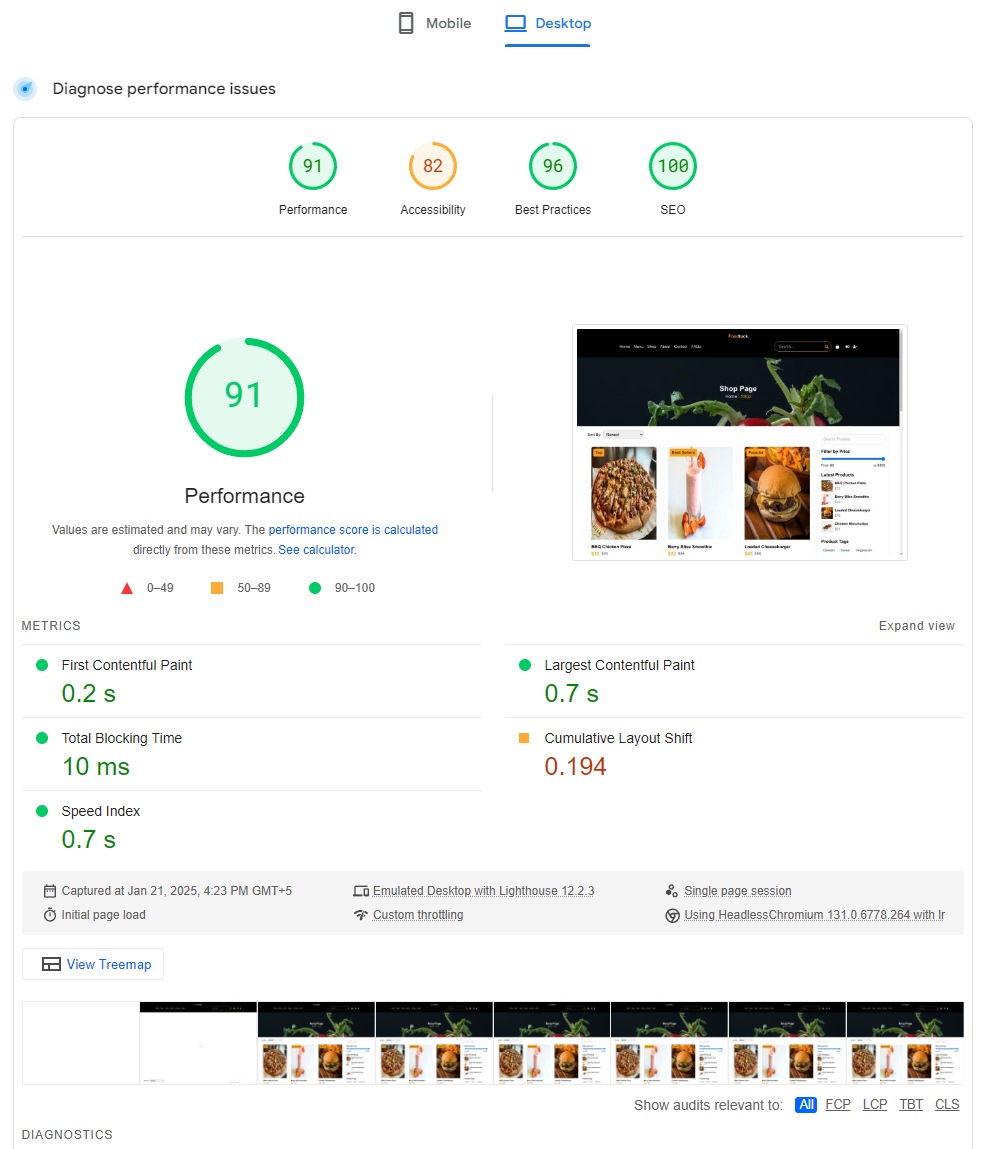 Mobile Desktop
Diagnose performance issues
91 82 96 100
Performance Accessibility Best Practices SEO
Foodtuck
Home Menu Shop About Contact FAQs Search...
Shop Page
Home - Shop
91
Sort By: Newest
Search Product
Filter by Price
From $0 to $100
Latest Products
BBQ Chicken Pizza
Berry Bliss Smoothie
Loaded Cheeseburger
Chicken Manchurian
Product Tags
Best Sellers
BBQ Chicken Pizza Berry Bliss Smoothie Loaded Cheeseburger
Performance
Values are estimated and may vary. The performance score is calculated
directly from these metrics. See calculator.
0–49 50–89 90–100
METRICS Expand view
First Contentful Paint Largest Contentful Paint
0.2 s 0.7 s
Total Blocking Time Cumulative Layout Shift
10 ms 0.194
Speed Index
0.7 s
Captured at Jan 21, 2025, 4:23 PM GMT+5 Emulated Desktop with Lighthouse 12.2.3 Single page session
Initial page load Custom throttling Using HeadlessChromium 131.0.6778.264 with lr
View Treemap
Show audits relevant to: All FCP LCP TBT CLS
DIAGNOSTICS